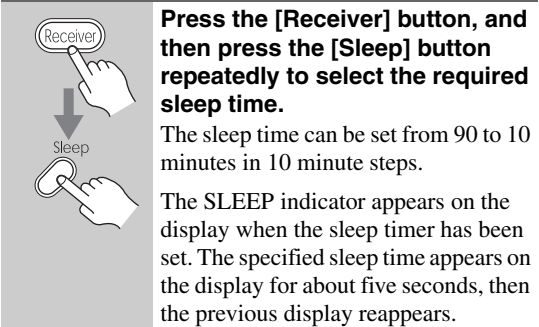 Receiver
Sleep
Press the [Receiver] button, and
then press the [Sleep] button
repeatedly to select the required
sleep time.
The sleep time can be set from 90 to 10
minutes in 10 minute steps.
The SLEEP indicator appears on the
display when the sleep timer has been
set. The specified sleep time appears on
the display for about five seconds, then
the previous display reappears.